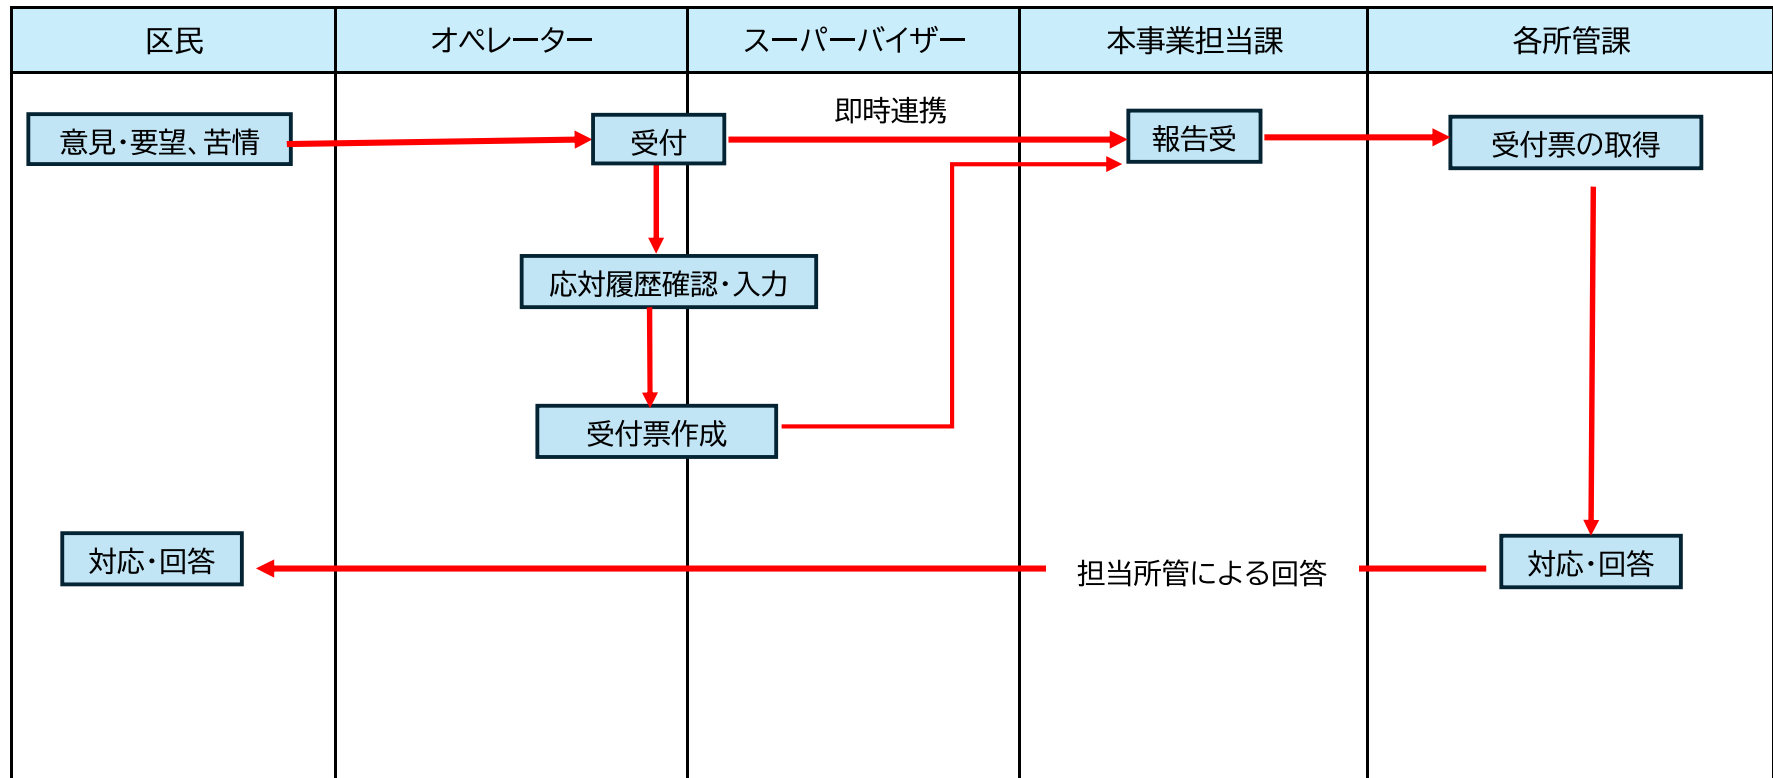 区民
オペレーター
スーパーバイザー
本事業担当課
各所管課
意見・要望、苦情
受付
即時連携
報告受
受付票の取得
応対履歴確認・入力
受付票作成
対応・回答
担当所管による回答
対応・回答